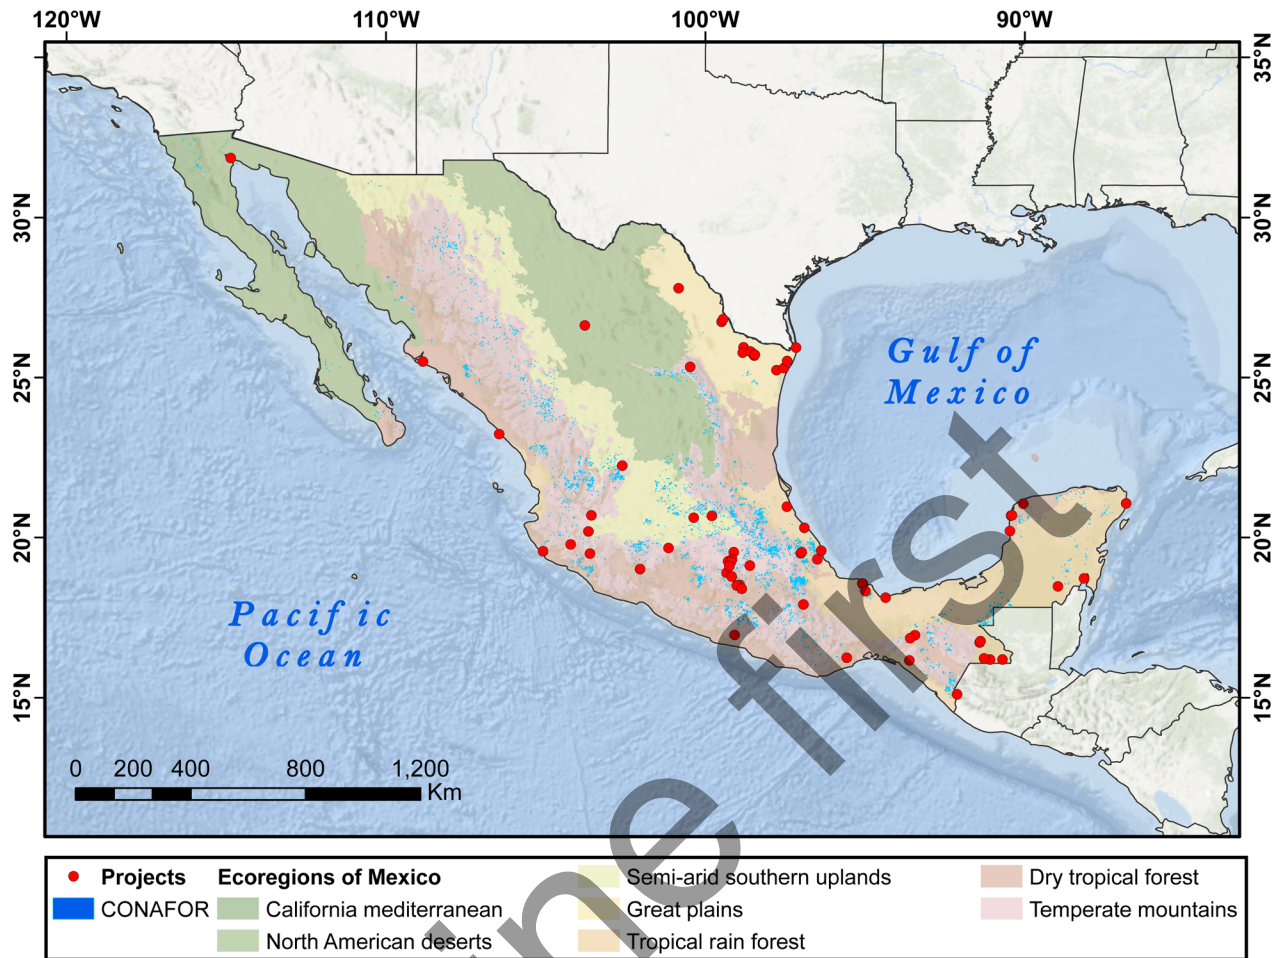 120°W 110°W 100°W 90°W
35°N
30°N 30°N
25°N 25°N
20°N 20°N
15°N 15°N
Gulf of
Mexico
Pacific
Ocean
0 200 400 800 1,200
Km
Projects Ecoregions of Mexico Semi-arid southern uplands Dry tropical forest
CONAFOR California mediterranean Great plains Temperate mountains
North American deserts Tropical rain forest
ine first